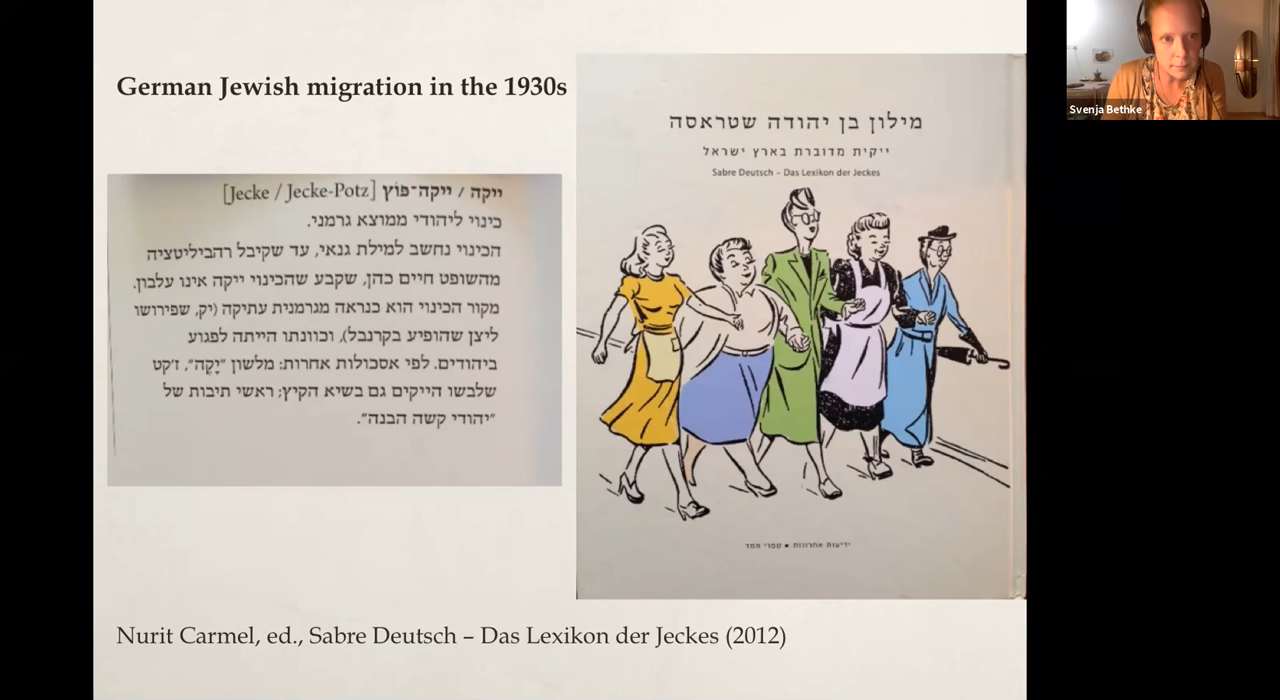 German Jewish migration in the 1930s
ייקה / ייקה־פּוֹץ [Jecke / Jecke-Potz]
כינוי ליהודי ממוצא גרמני.
הכינוי נחשב למילת גנאי, עד שקיבל רהביליטציה
מהשופט חיים כהן, שקבע שהכינוי ייקה אינו עלבון.
מקור הכינוי הוא כנראה מגרמנית עתיקה (יק, שפירושו
ליצן שהופיע בקרנבל), וכוונתו הייתה לפגוע
ביהודים. לפי אסכולות אחרות: מלשון "יָקֶה", ז'קט
שלבשו הייקים גם בשיא הקיץ; ראשי תיבות של
"יהודי קשה הבנה".
מילון בן יהודה שטראסה
ייקית מדוברת בארץ ישראל
Sabre Deutsch – Das Lexikon der Jeckes
ידיעות אחרונות • ספרי חמד
Nurit Carmel, ed., Sabre Deutsch – Das Lexikon der Jeckes (2012)
Svenja Bethke